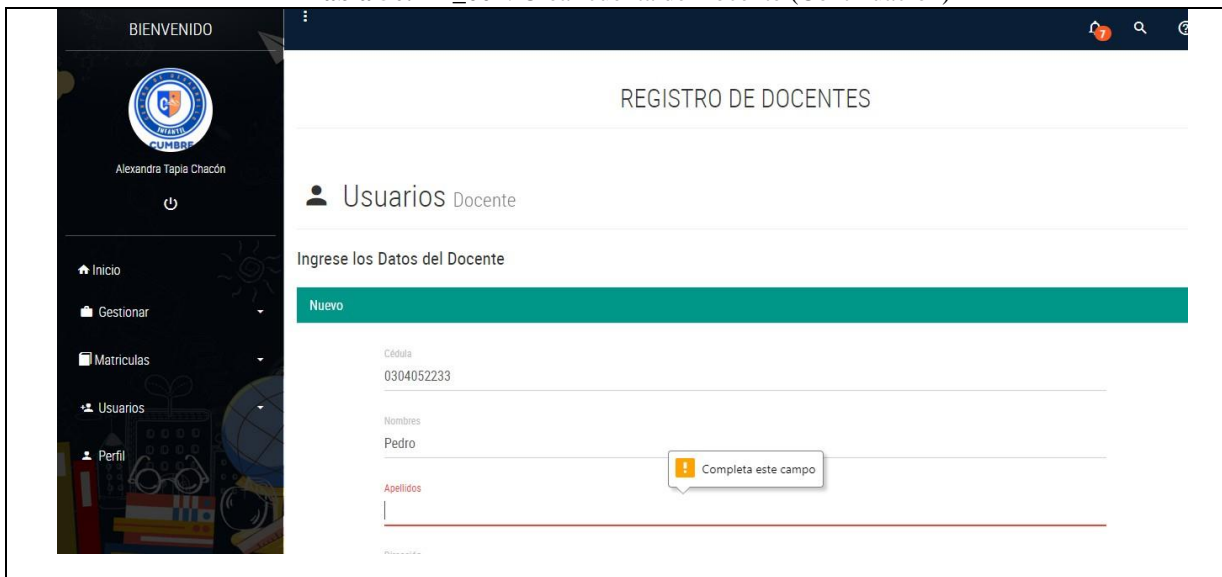 BIENVENIDO
INFANTIL
CUMBRE
Alexandra Tapia Chacón
Inicio
Gestionar
Matriculas
Usuarios
Perfil
7
REGISTRO DE DOCENTES
Usuarios Docente
Ingrese los Datos del Docente
Nuevo
Cédula
0304052233
Nombres
Pedro
Completa este campo
Apellidos